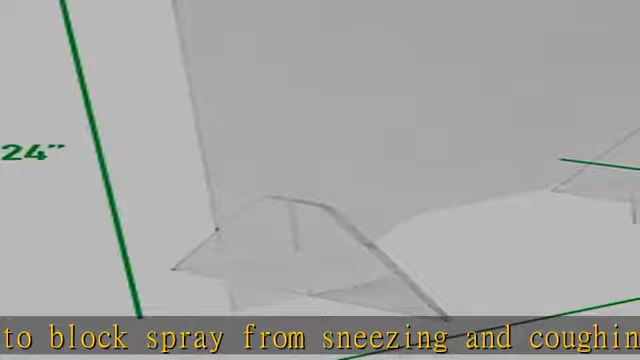 24”
to block spray from sneezing and coughin